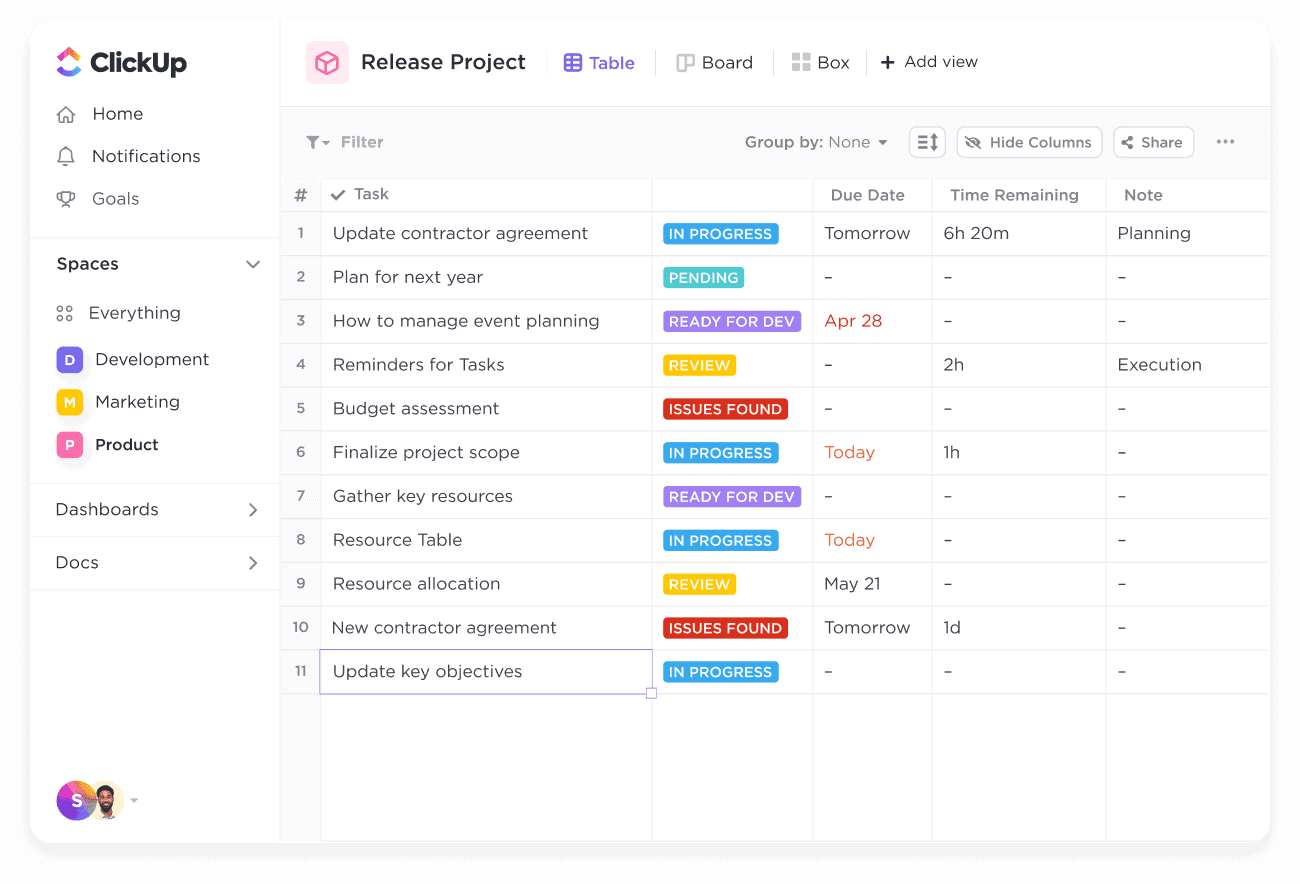 ClickUp
Home
Notifications
Goals
Spaces
Everything
D Development
M Marketing
P Product
Dashboards
Docs
S
Release Project Table Board Box + Add view
Filter Group by: None Hide Columns Share
# Task Due Date Time Remaining Note
1 Update contractor agreement IN PROGRESS Tomorrow 6h 20m Planning
2 Plan for next year PENDING – – –
3 How to manage event planning READY FOR DEV Apr 28 – –
4 Reminders for Tasks REVIEW – 2h Execution
5 Budget assessment ISSUES FOUND – – –
6 Finalize project scope IN PROGRESS Today 1h –
7 Gather key resources READY FOR DEV – – –
8 Resource Table IN PROGRESS Today – –
9 Resource allocation REVIEW May 21 – –
10 New contractor agreement ISSUES FOUND Tomorrow 1d –
11 Update key objectives IN PROGRESS – – –